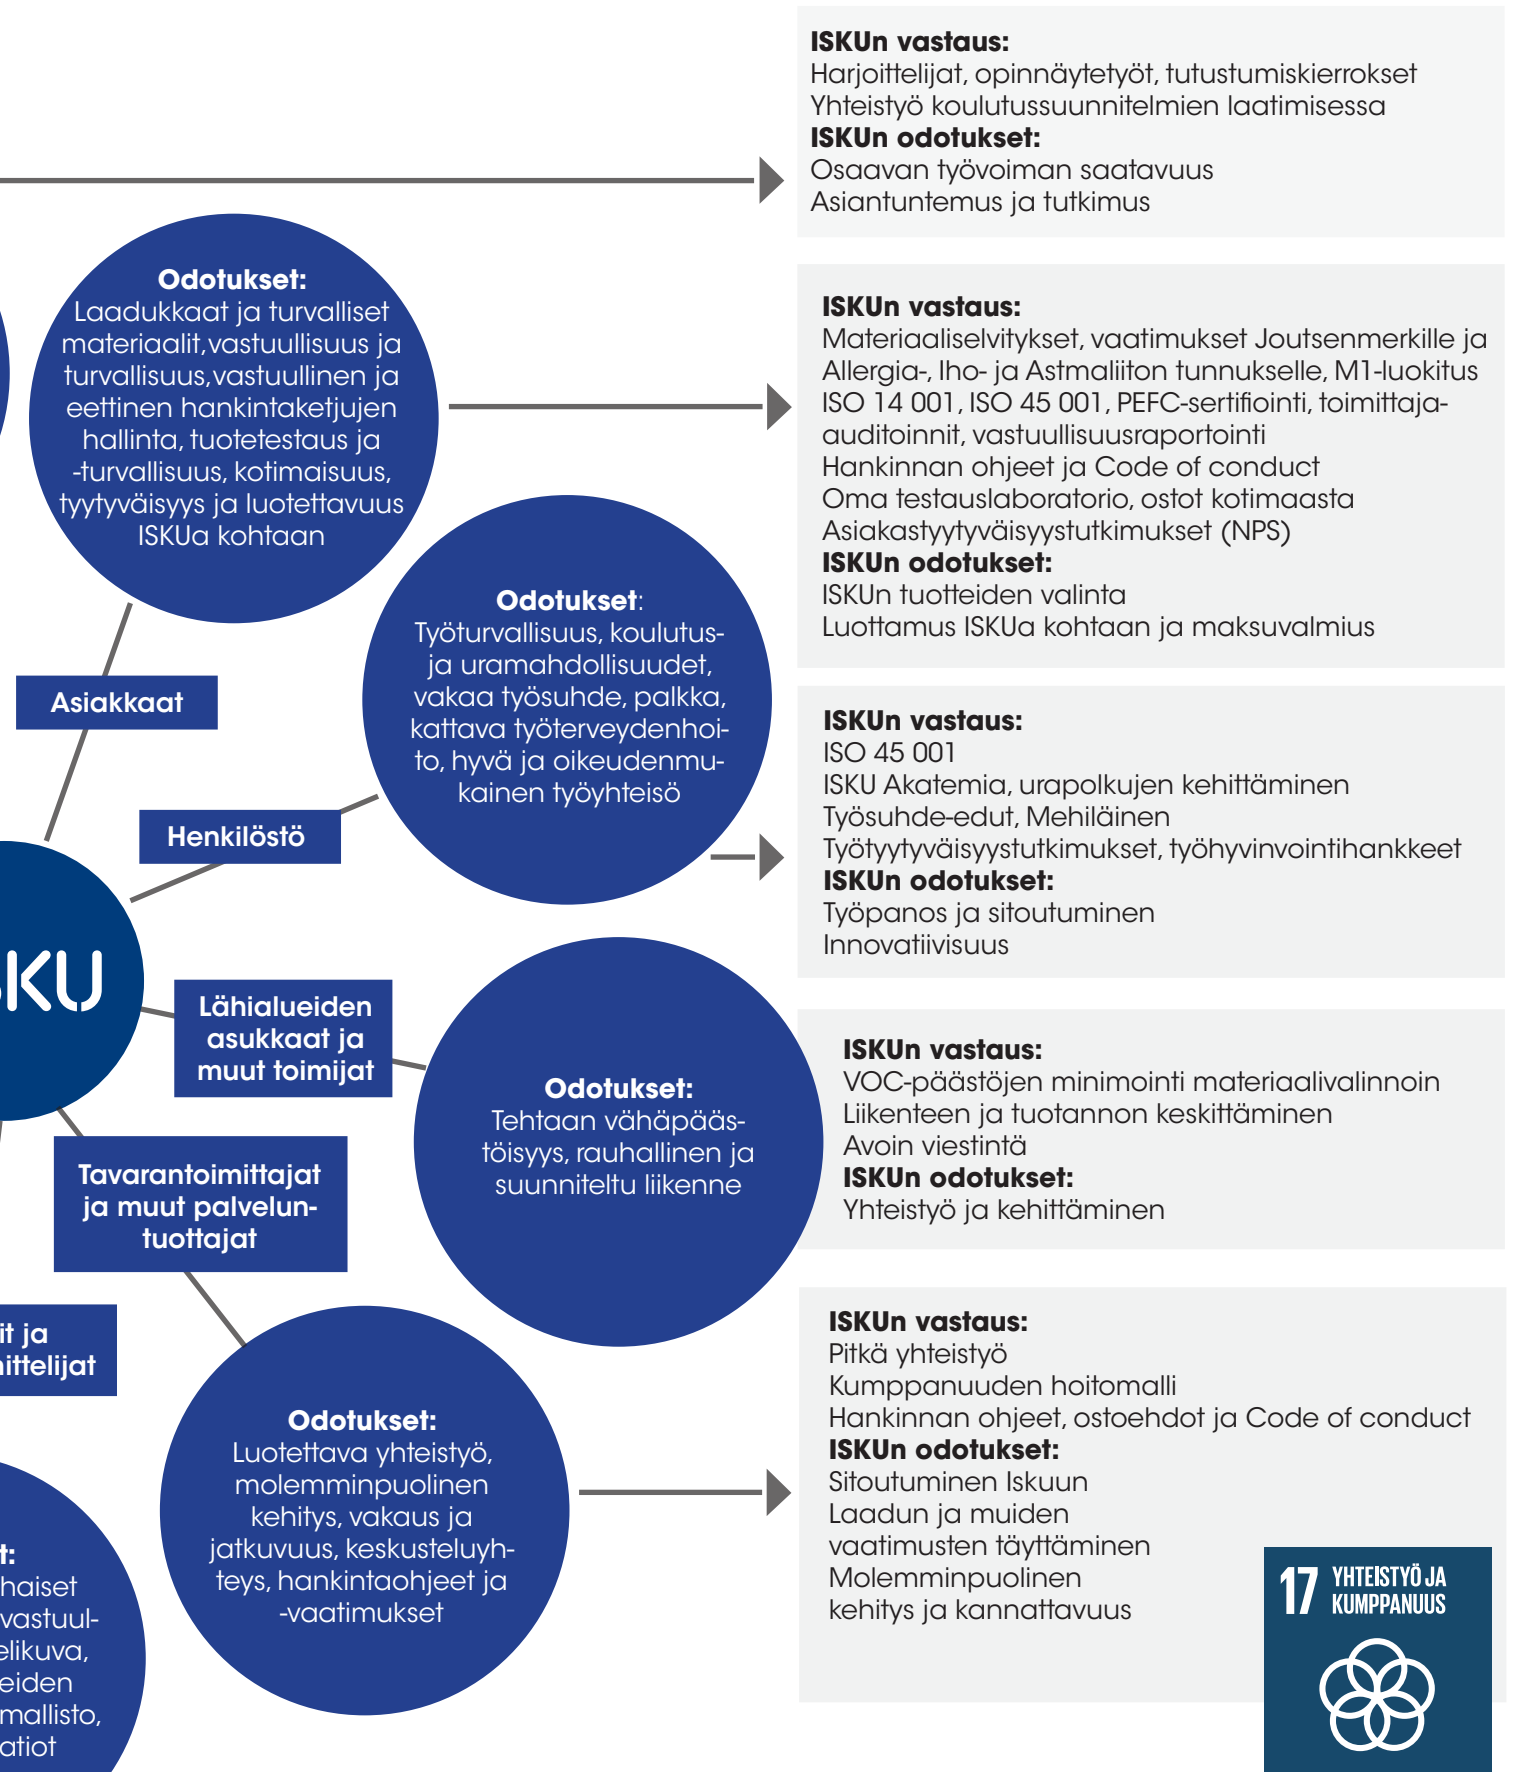 ISKUn vastaus:
Harjoittelijat, opinnäytetyöt, tutustumiskierrokset
Yhteistyö koulutussuunnitelmien laatimisessa
ISKUn odotukset:
Osaavan työvoiman saatavuus
Asiantuntemus ja tutkimus
Odotukset:
Laadukkaat ja turvalliset
materiaalit,vastuullisuus ja
turvallisuus,vastuullinen ja
eettinen hankintaketjujen
hallinta, tuotetestaus ja
-turvallisuus, kotimaisuus,
tyytyväisyys ja luotettavuus
ISKUa kohtaan
Asiakkaat
ISKUn vastaus:
Materiaaliselvitykset, vaatimukset Joutsenmerkille ja
Allergia-, Iho- ja Astmaliiton tunnukselle, M1-luokitus
ISO 14 001, ISO 45 001, PEFC-sertifiointi, toimittaja-
auditoinnit, vastuullisuusraportointi
Hankinnan ohjeet ja Code of conduct
Oma testauslaboratorio, ostot kotimaasta
Asiakastyytyväisyystutkimukset (NPS)
ISKUn odotukset:
ISKUn tuotteiden valinta
Luottamus ISKUa kohtaan ja maksuvalmius
Odotukset:
Työturvallisuus, koulutus-
ja uramahdollisuudet,
vakaa työsuhde, palkka,
kattava työterveydenhoi-
to, hyvä ja oikeudenmu-
kainen työyhteisö
Henkilöstö
ISKUn vastaus:
ISO 45 001
ISKU Akatemia, urapolkujen kehittäminen
Työsuhde-edut, Mehiläinen
Työtyytyväisyystutkimukset, työhyvinvointihankkeet
ISKUn odotukset:
Työpanos ja sitoutuminen
Innovatiivisuus
SKU
Lähialueiden
asukkaat ja
muut toimijat
Odotukset:
Tehtaan vähäpääs-
töisyys, rauhallinen ja
suunniteltu liikenne
ISKUn vastaus:
VOC-päästöjen minimointi materiaalivalinnoin
Liikenteen ja tuotannon keskittäminen
Avoin viestintä
ISKUn odotukset:
Yhteistyö ja kehittäminen
Tavarantoimittajat
ja muut palvelun-
tuottajat
Odotukset:
Luotettava yhteistyö,
molemminpuolinen
kehitys, vakaus ja
jatkuvuus, keskusteluyh-
teys, hankintaohjeet ja
-vaatimukset
ISKUn vastaus:
Pitkä yhteistyö
Kumppanuuden hoitomalli
Hankinnan ohjeet, ostoehdot ja Code of conduct
ISKUn odotukset:
Sitoutuminen Iskuun
Laadun ja muiden
vaatimusten täyttäminen
Molemminpuolinen
kehitys ja kannattavuus
17 YHTEISTYÖ JA
KUMPPANUUS
it ja
ittelijat
t:
haiset
vastuul-
elikuva,
eiden
mallisto,
atiot